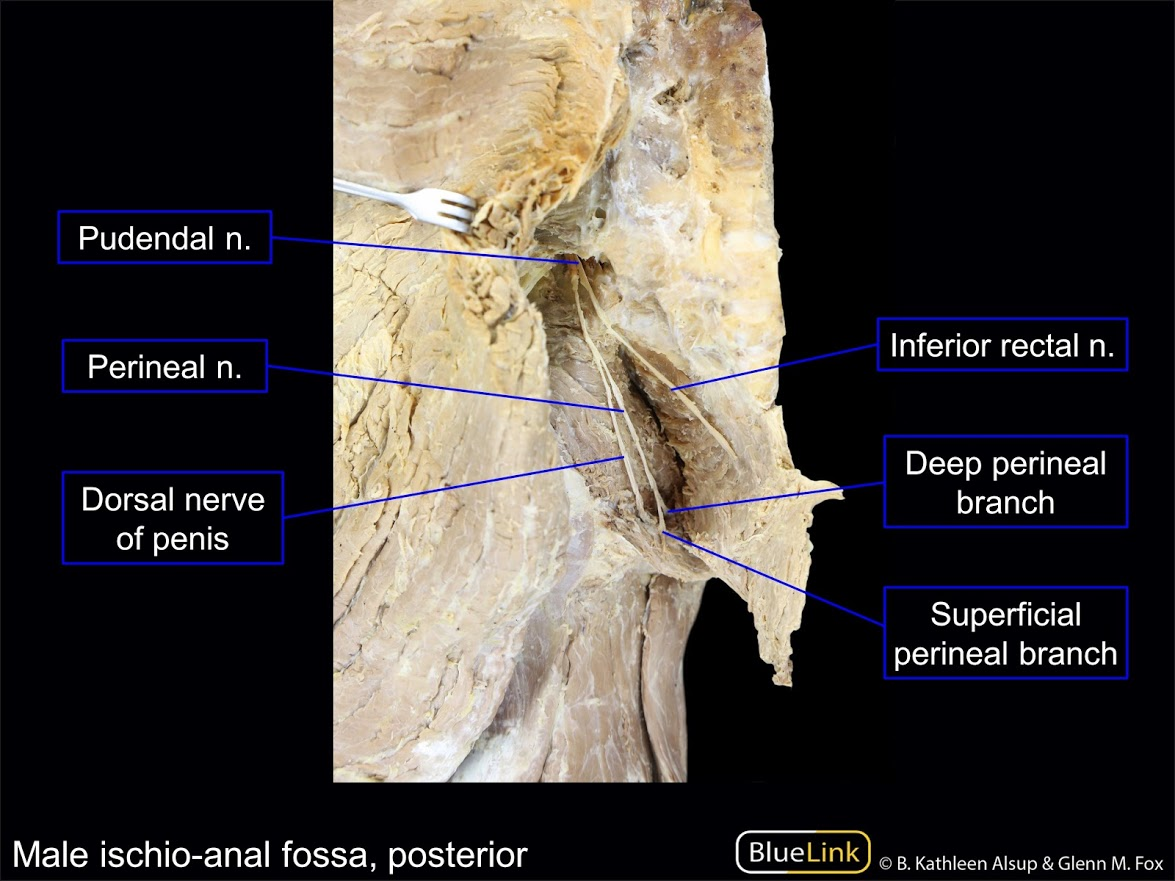 Pudendal n.
Perineal n.
Dorsal nerve
of penis
Inferior rectal n.
Deep perineal
branch
Superficial
perineal branch
Male ischio-anal fossa, posterior
BlueLink
© B. Kathleen Alsup & Glenn M. Fox